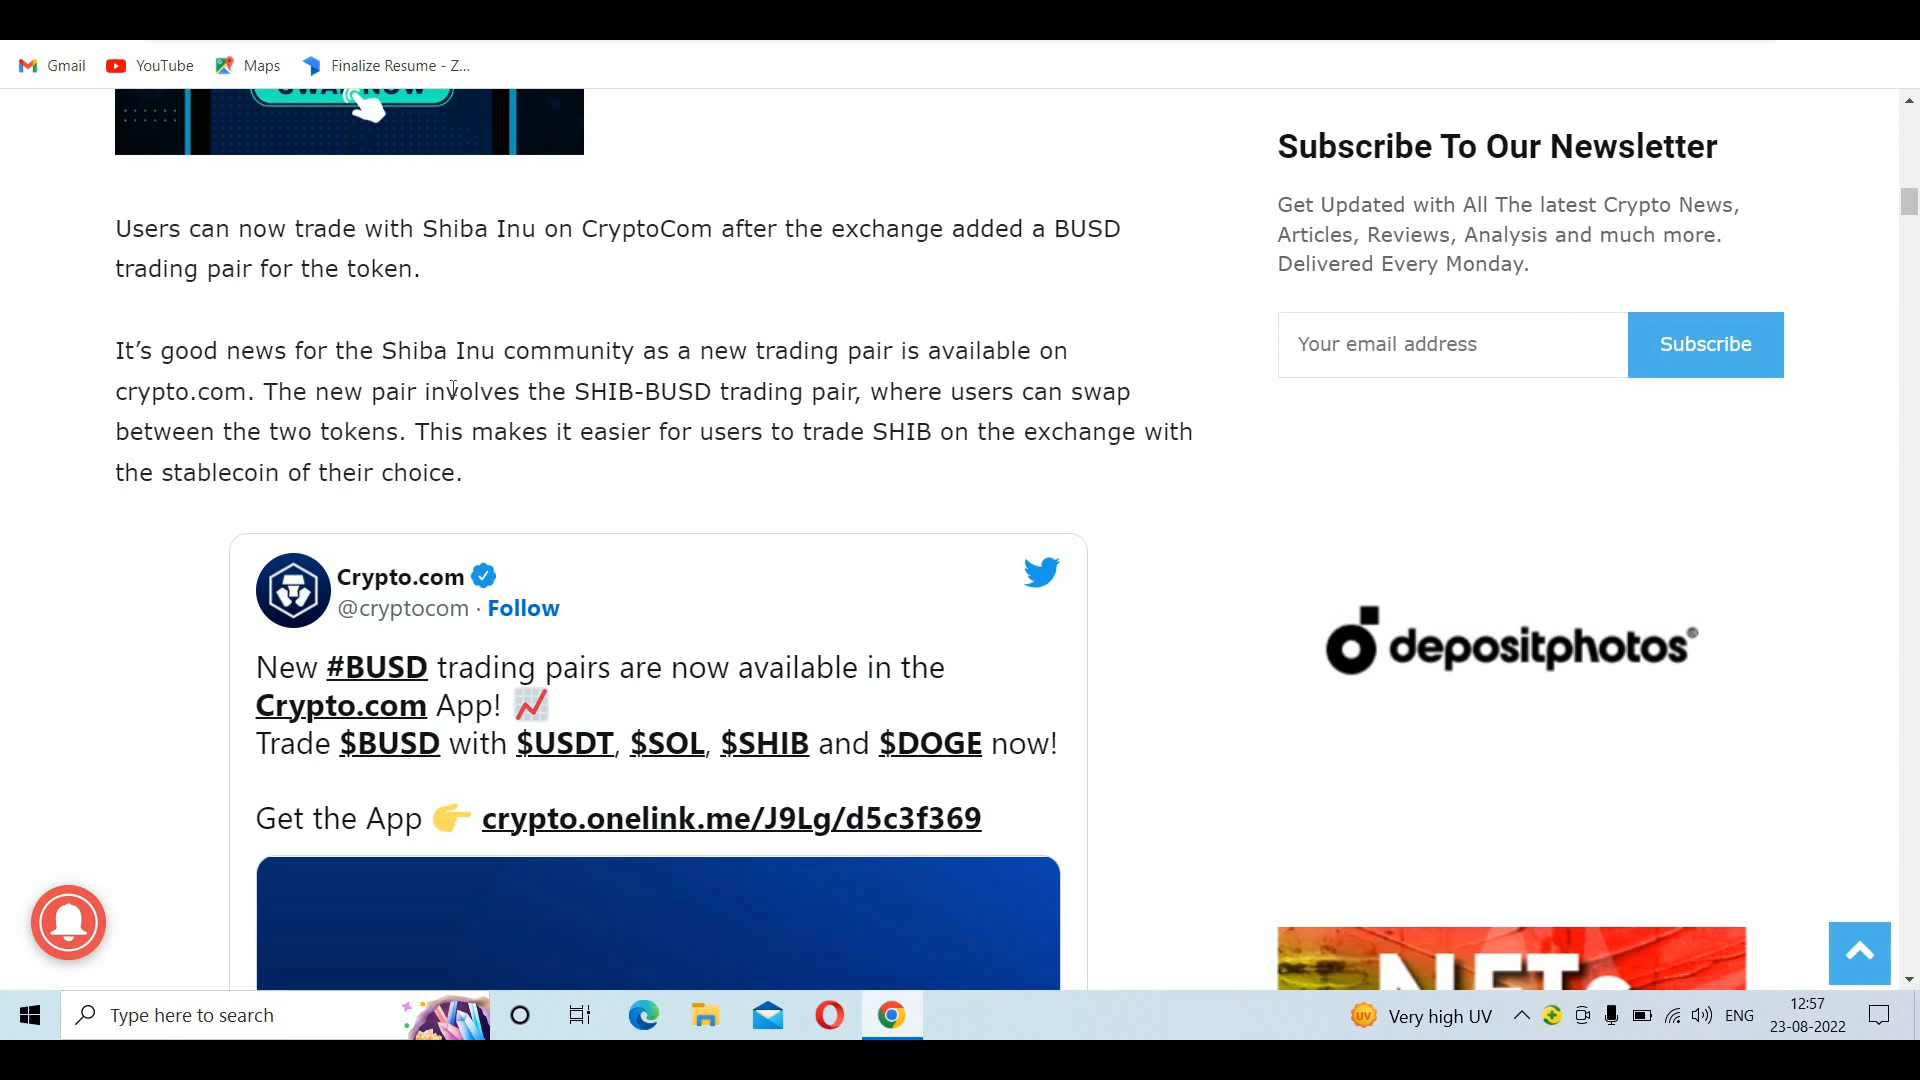 Gmail YouTube Maps Finalize Resume - Z...
SWAP NOW
Users can now trade with Shiba Inu on CryptoCom after the exchange added a BUSD
trading pair for the token.
It’s good news for the Shiba Inu community as a new trading pair is available on
crypto.com. The new pair involves the SHIB-BUSD trading pair, where users can swap
between the two tokens. This makes it easier for users to trade SHIB on the exchange with
the stablecoin of their choice.
Crypto.com
@cryptocom · Follow
New #BUSD trading pairs are now available in the
Crypto.com App! 📈
Trade $BUSD with $USDT, $SOL, $SHIB and $DOGE now!
Get the App 👉 crypto.onelink.me/J9Lg/d5c3f369
Subscribe To Our Newsletter
Get Updated with All The latest Crypto News,
Articles, Reviews, Analysis and much more.
Delivered Every Monday.
Your email address Subscribe
depositphotos®
Type here to search
UV Very high UV ENG
12:57
23-08-2022